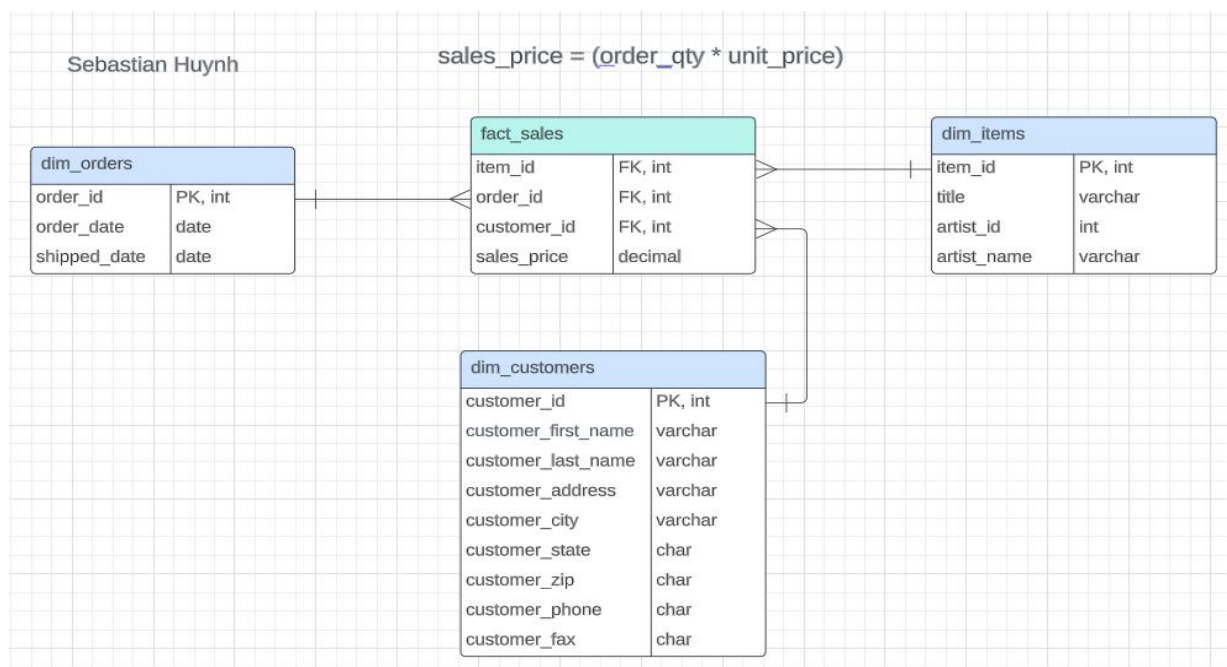 Sebastian Huynh
sales_price = (order_qty * unit_price)
dim_orders
order_id PK, int
order_date date
shipped_date date
fact_sales
item_id FK, int
order_id FK, int
customer_id FK, int
sales_price decimal
dim_items
item_id PK, int
title varchar
artist_id int
artist_name varchar
dim_customers
customer_id PK, int
customer_first_name varchar
customer_last_name varchar
customer_address varchar
customer_city varchar
customer_state char
customer_zip char
customer_phone char
customer_fax char